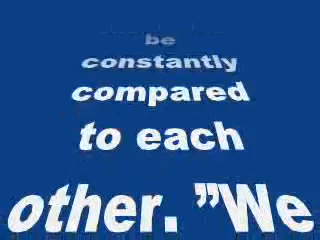 be
constantly
compared
to each
other. ”We